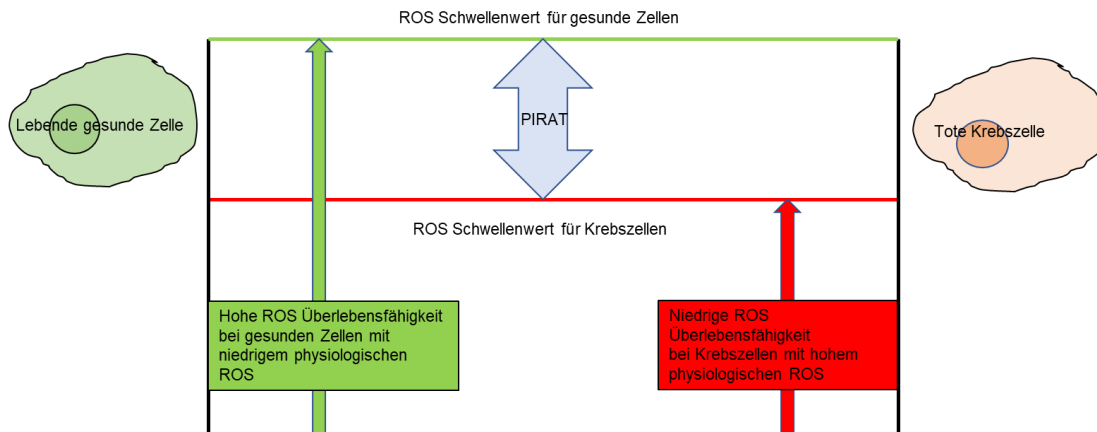 ROS Schwellenwert für gesunde Zellen
Lebende gesunde Zelle
PIRAT
Tote Krebszelle
ROS Schwellenwert für Krebszellen
Hohe ROS Überlebensfähigkeit
bei gesunden Zellen mit
niedrigem physiologischen
ROS
Niedrige ROS
Überlebensfähigkeit
bei Krebszellen mit hohem
physiologischen ROS